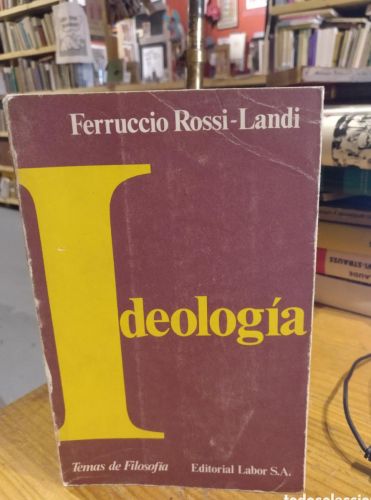 Ferruccio Rossi-Landi
Ideología
Temas de Filosofía
Editorial Labor S.A.